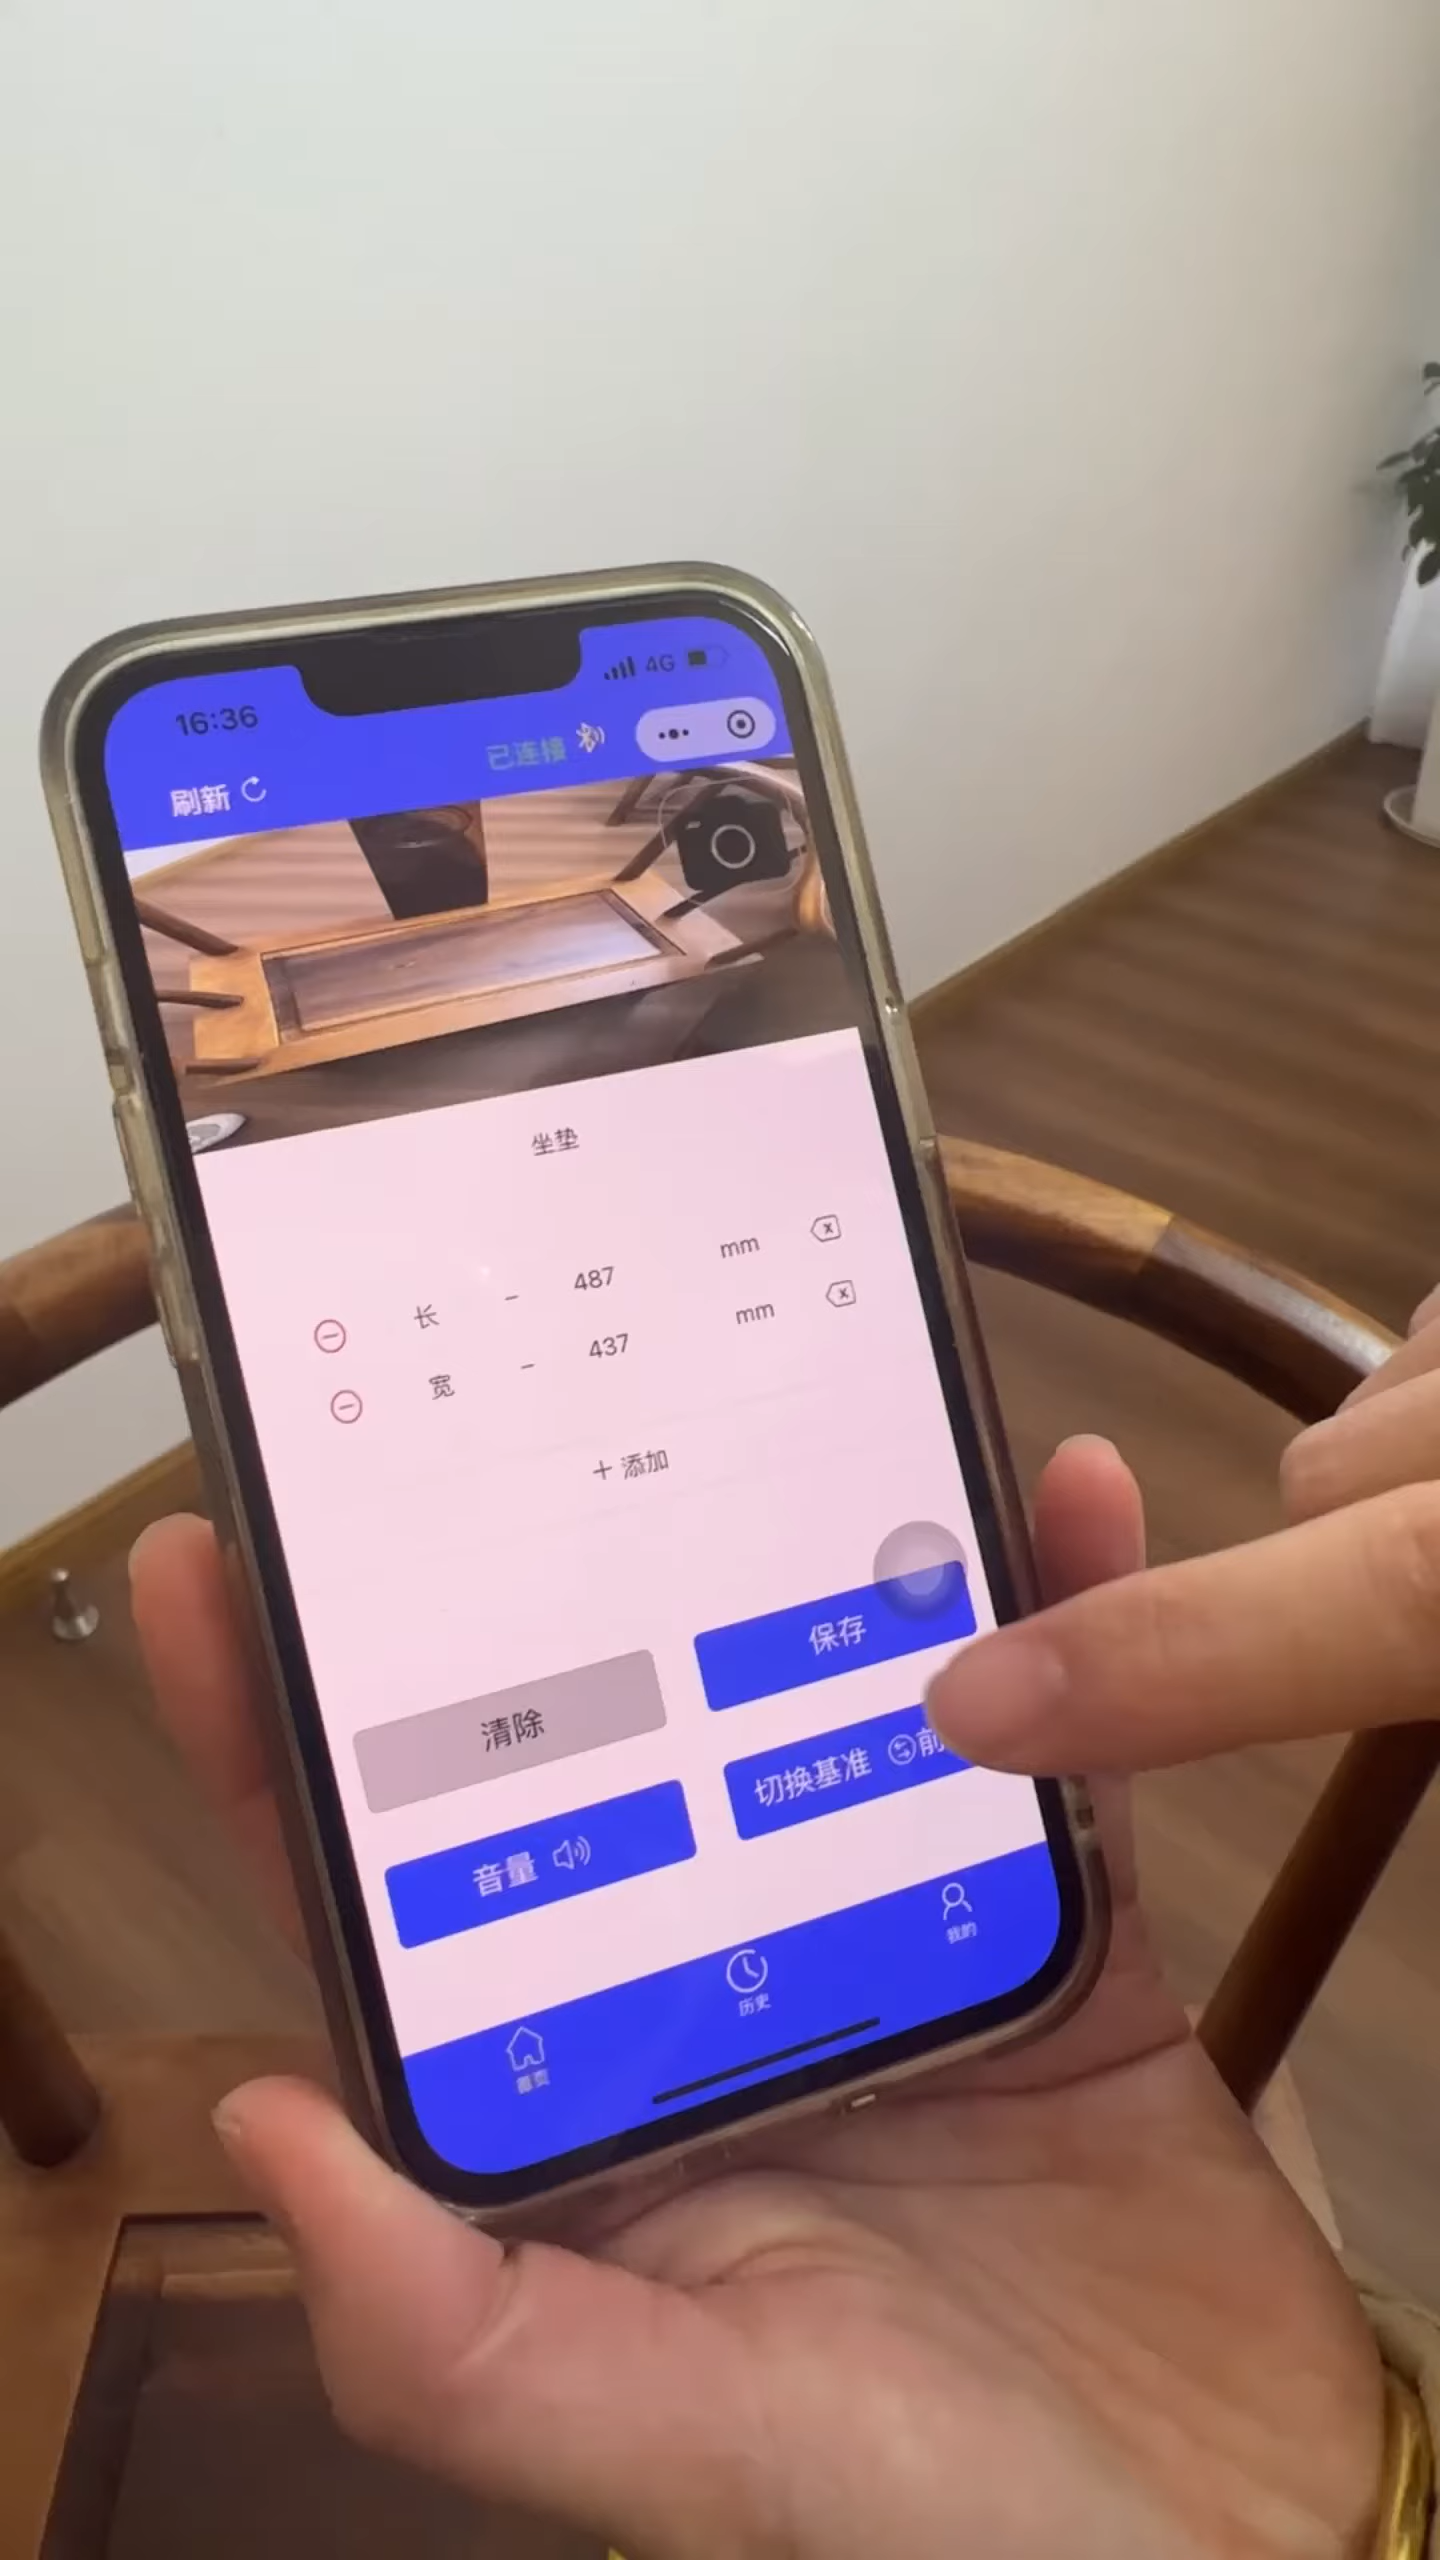 16:36
4G
刷新
已连接
坐垫
长 - 487 mm
宽 - 437 mm
+ 添加
清除
保存
音量
切换基准 前
首页
历史
我的